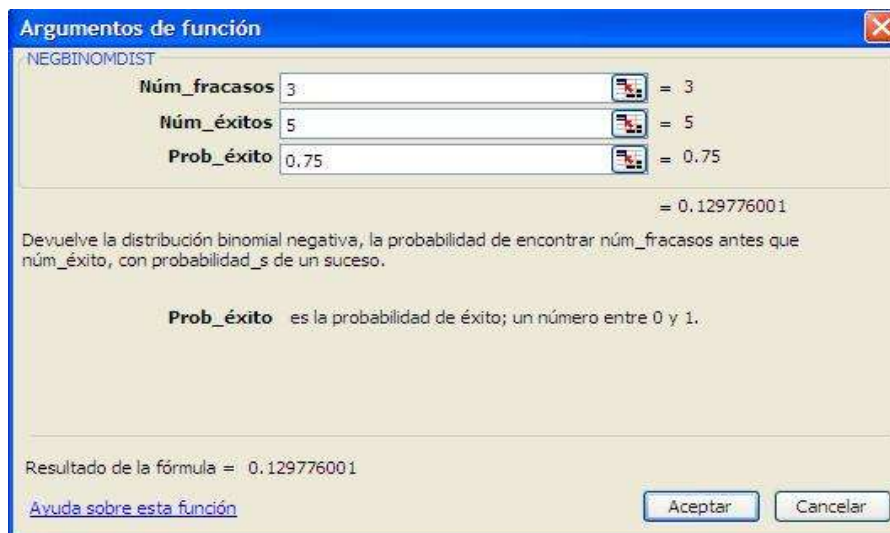 Argumentos de función
NEGBINOMDIST
Núm_fracasos 3 = 3
Núm_éxitos 5 = 5
Prob_éxito 0.75 = 0.75
= 0.129776001
Devuelve la distribución binomial negativa, la probabilidad de encontrar núm_fracasos antes que
núm_éxito, con probabilidad_s de un suceso.
Prob_éxito es la probabilidad de éxito; un número entre 0 y 1.
Resultado de la fórmula = 0.129776001
Ayuda sobre esta función Aceptar Cancelar